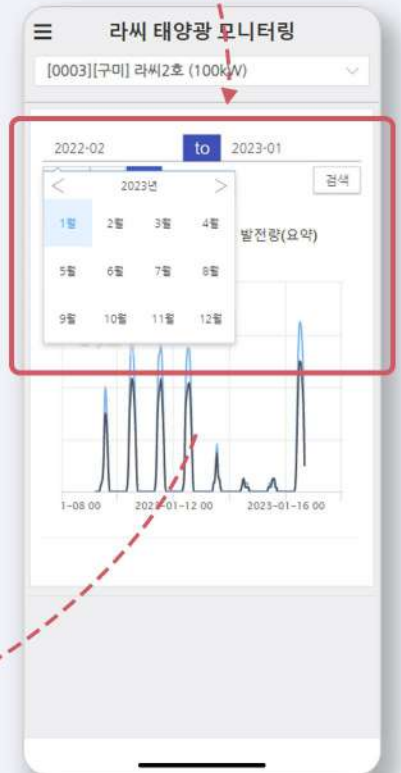 라씨 태양광 모니터링
[0003][구미] 라씨2호 (100kW)
2022-02 to 2023-01
검색
< 2023년 >
1월 2월 3월 4월
5월 6월 7월 8월
9월 10월 11월 12월
발전량(요약)
1-08 00 2023-01-12 00 2023-01-16 00